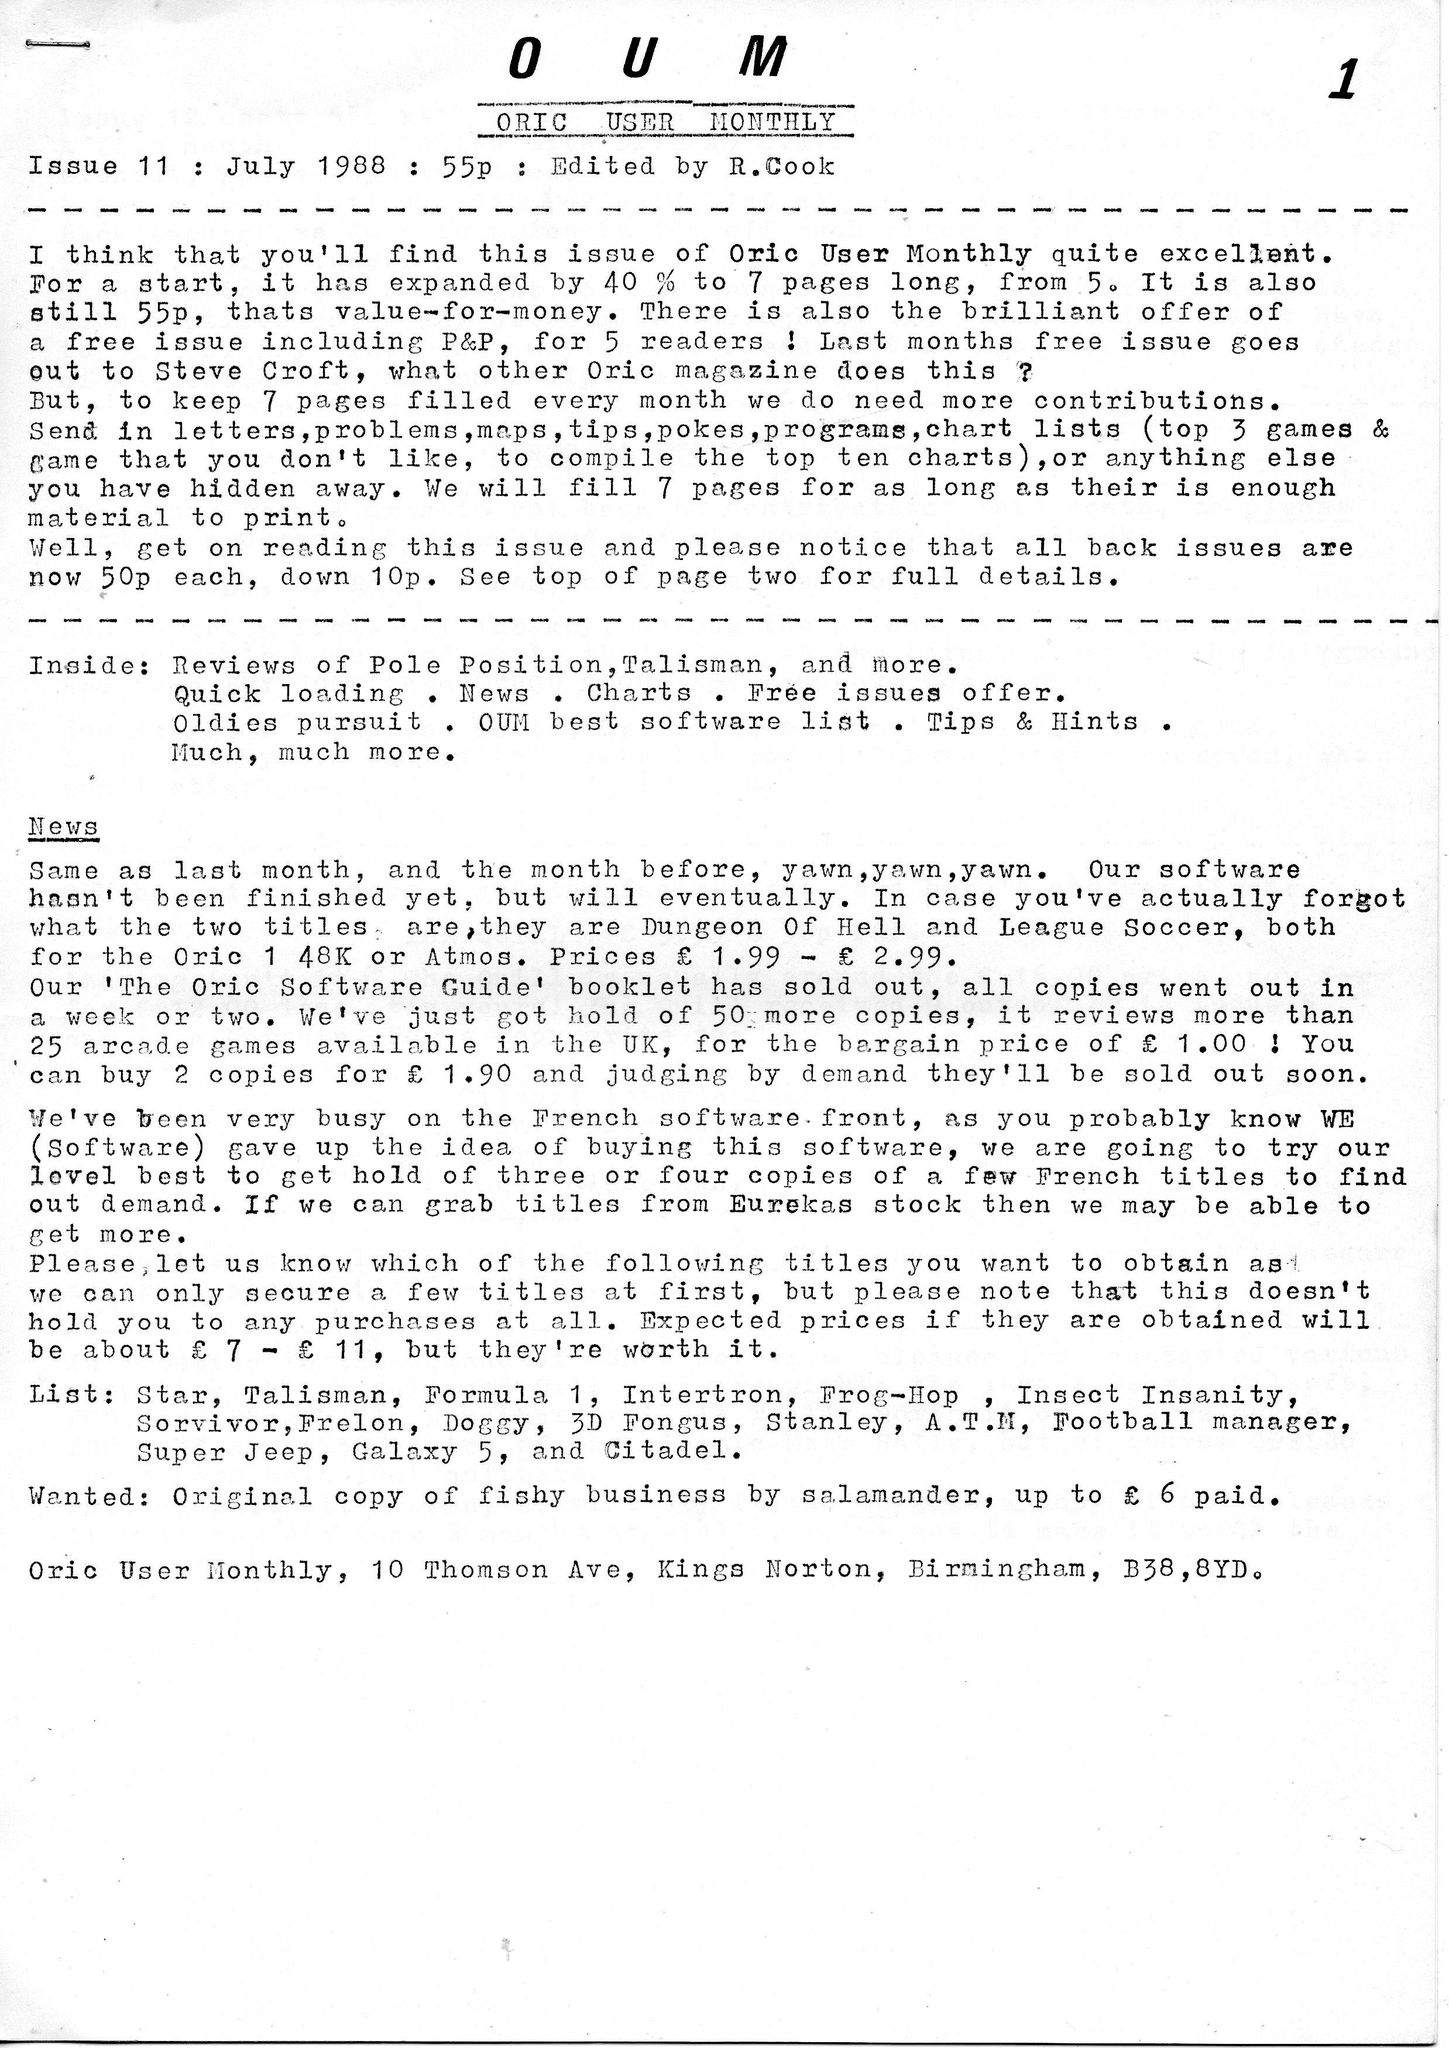 O U M
1
ORIC USER MONTHLY
Issue 11 : July 1988 : 55p : Edited by R.Cook
I think that you'll find this issue of Oric User Monthly quite excellent.
For a start, it has expanded by 40 % to 7 pages long, from 5. It is also
still 55p, thats value-for-money. There is also the brilliant offer of
a free issue including P&P, for 5 readers ! Last months free issue goes
out to Steve Croft, what other Oric magazine does this ?
But, to keep 7 pages filled every month we do need more contributions.
Send in letters,problems,maps,tips,pokes,programs,chart lists (top 3 games &
game that you don't like, to compile the top ten charts),or anything else
you have hidden away. We will fill 7 pages for as long as their is enough
material to print.
Well, get on reading this issue and please notice that all back issues are
now 50p each, down 10p. See top of page two for full details.
Inside: Reviews of Pole Position,Talisman, and more.
Quick loading . News . Charts . Free issues offer.
Oldies pursuit . OUM best software list . Tips & Hints .
Much, much more.
News
Same as last month, and the month before, yawn,yawn,yawn. Our software
hasn't been finished yet, but will eventually. In case you've actually forgot
what the two titles are,they are Dungeon Of Hell and League Soccer, both
for the Oric 1 48K or Atmos. Prices £ 1.99 - £ 2.99.
Our 'The Oric Software Guide' booklet has sold out, all copies went out in
a week or two. We've just got hold of 50 more copies, it reviews more than
25 arcade games available in the UK, for the bargain price of £ 1.00 ! You
can buy 2 copies for £ 1.90 and judging by demand they'll be sold out soon.
We've been very busy on the French software front, as you probably know WE
(Software) gave up the idea of buying this software, we are going to try our
level best to get hold of three or four copies of a few French titles to find
out demand. If we can grab titles from Eurekas stock then we may be able to
get more.
Please, let us know which of the following titles you want to obtain as
we can only secure a few titles at first, but please note that this doesn't
hold you to any purchases at all. Expected prices if they are obtained will
be about £ 7 - £ 11, but they're worth it.
List: Star, Talisman, Formula 1, Intertron, Frog-Hop , Insect Insanity,
Sorvivor,Frelon, Doggy, 3D Fongus, Stanley, A.T.M, Football manager,
Super Jeep, Galaxy 5, and Citadel.
Wanted: Original copy of fishy business by salamander, up to £ 6 paid.
Oric User Monthly, 10 Thomson Ave, Kings Norton, Birmingham, B38,8YD.